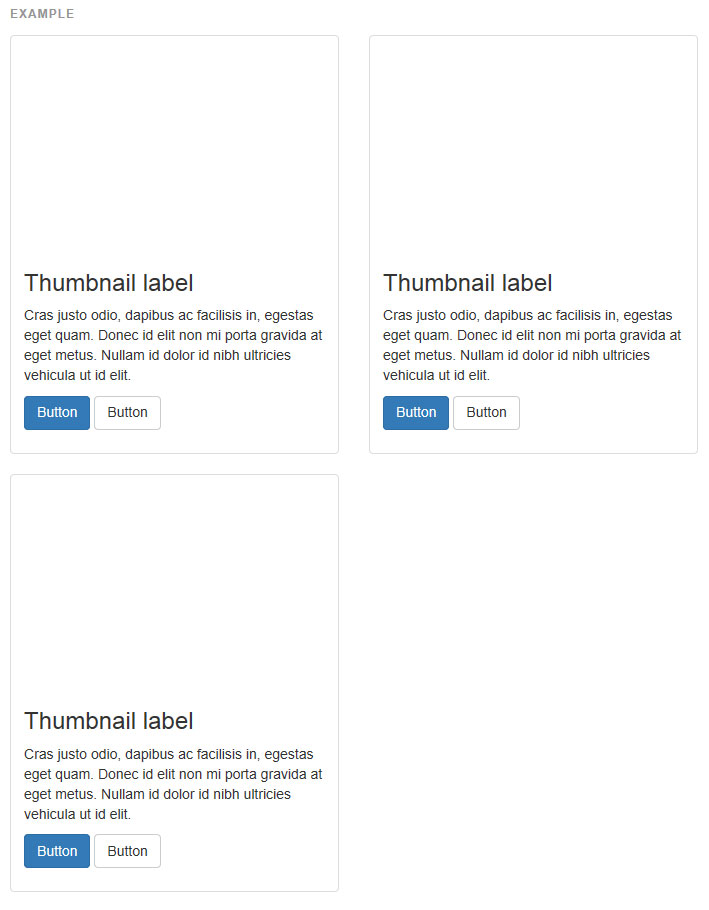 EXAMPLE
Thumbnail label
Cras justo odio, dapibus ac facilisis in, egestas
eget quam. Donec id elit non mi porta gravida at
eget metus. Nullam id dolor id nibh ultricies
vehicula ut id elit.
Button Button
Thumbnail label
Cras justo odio, dapibus ac facilisis in, egestas
eget quam. Donec id elit non mi porta gravida at
eget metus. Nullam id dolor id nibh ultricies
vehicula ut id elit.
Button Button
Thumbnail label
Cras justo odio, dapibus ac facilisis in, egestas
eget quam. Donec id elit non mi porta gravida at
eget metus. Nullam id dolor id nibh ultricies
vehicula ut id elit.
Button Button